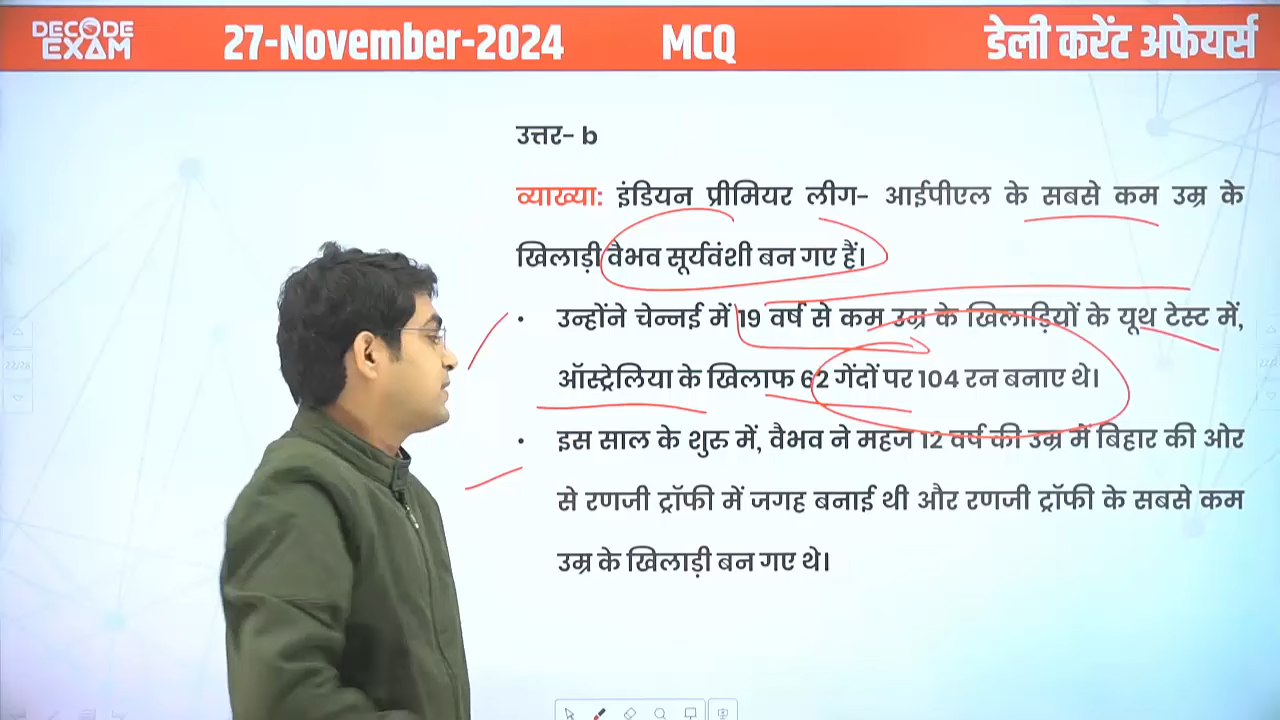 DECODE EXAM
27-November-2024 MCQ डेली करेंट अफेयर्स
उत्तर- b
व्याख्या: इंडियन प्रीमियर लीग- आईपीएल के सबसे कम उम्र के
खिलाड़ी वैभव सूर्यवंशी बन गए हैं।
• उन्होंने चेन्नई में 19 वर्ष से कम उम्र के खिलाड़ियों के यूथ टेस्ट में,
ऑस्ट्रेलिया के खिलाफ 62 गेंदों पर 104 रन बनाए थे।
• इस साल के शुरु में, वैभव ने महज 12 वर्ष की उम्र में बिहार की ओर
से रणजी ट्रॉफी में जगह बनाई थी और रणजी ट्रॉफी के सबसे कम
उम्र के खिलाड़ी बन गए थे।